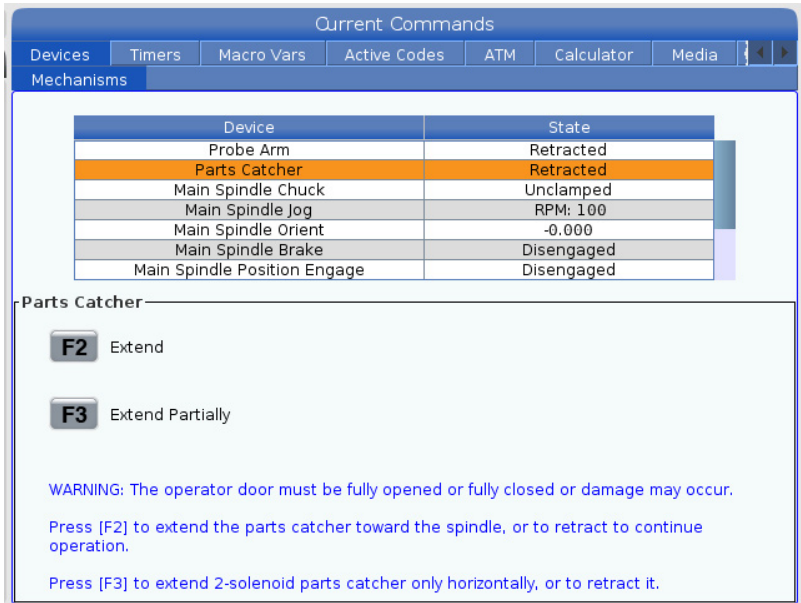 Current Commands
Devices Timers Macro Vars Active Codes ATM Calculator Media
Mechanisms
Device State
Probe Arm Retracted
Parts Catcher Retracted
Main Spindle Chuck Unclamped
Main Spindle Jog RPM: 100
Main Spindle Orient -0.000
Main Spindle Brake Disengaged
Main Spindle Position Engage Disengaged
Parts Catcher
F2 Extend
F3 Extend Partially
WARNING: The operator door must be fully opened or fully closed or damage may occur.
Press [F2] to extend the parts catcher toward the spindle, or to retract to continue
operation.
Press [F3] to extend 2-solenoid parts catcher only horizontally, or to retract it.